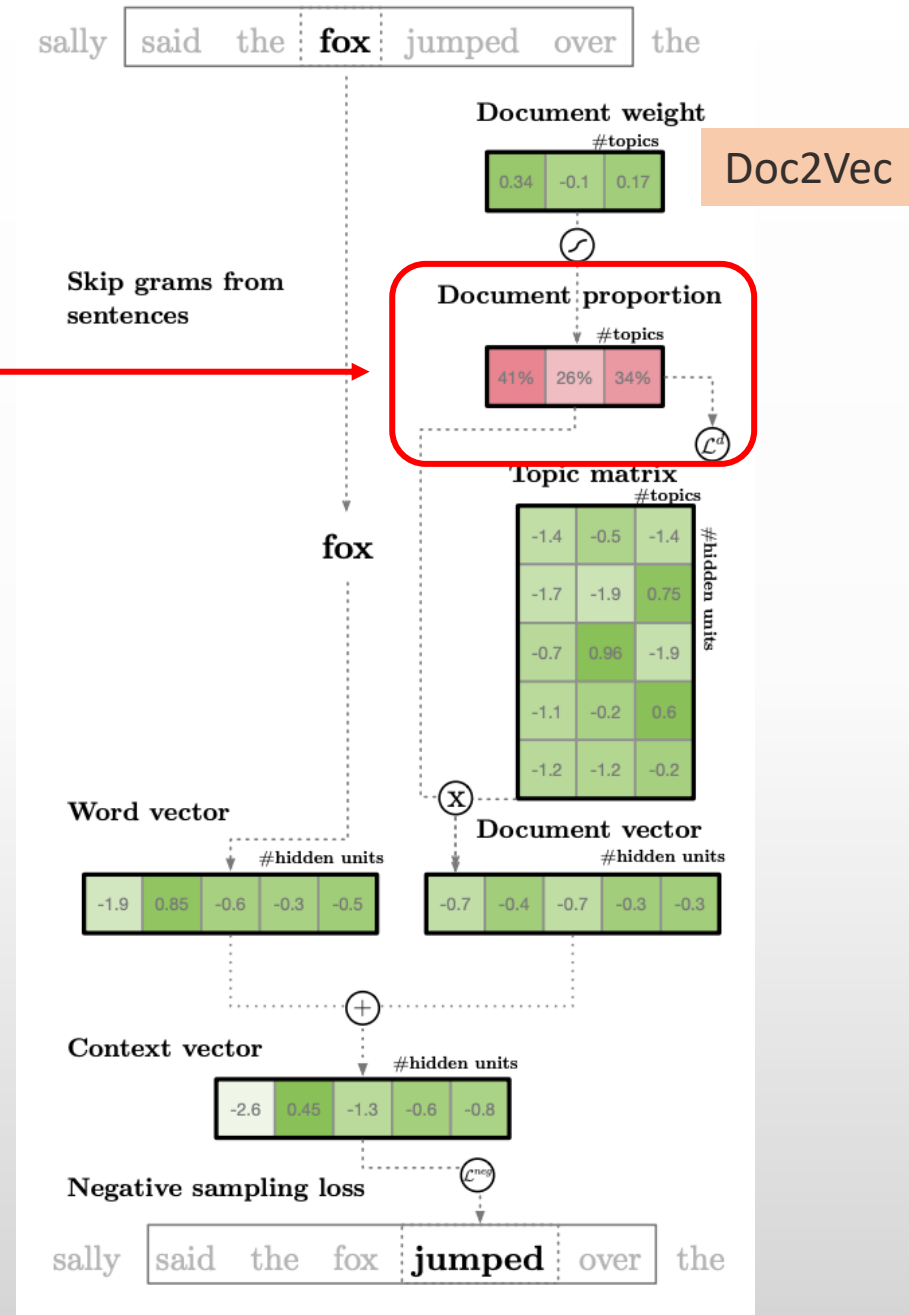 sally said the fox jumped over the
Document weight
#topics
0.34 -0.1 0.17
Doc2Vec
Skip grams from
sentences
Document proportion
#topics
41% 26% 34%
ℒᵈ
Topic matrix
#topics
-1.4 -0.5 -1.4
-1.7 -1.9 0.75
-0.7 0.96 -1.9
-1.1 -0.2 0.6
-1.2 -1.2 -0.2
#hidden units
fox
x
Word vector
#hidden units
-1.9 0.85 -0.6 -0.3 -0.5
Document vector
#hidden units
-0.7 -0.4 -0.7 -0.3 -0.3
+
Context vector
#hidden units
-2.6 0.45 -1.3 -0.6 -0.8
ℒⁿᵉᵍ
Negative sampling loss
sally said the fox jumped over the